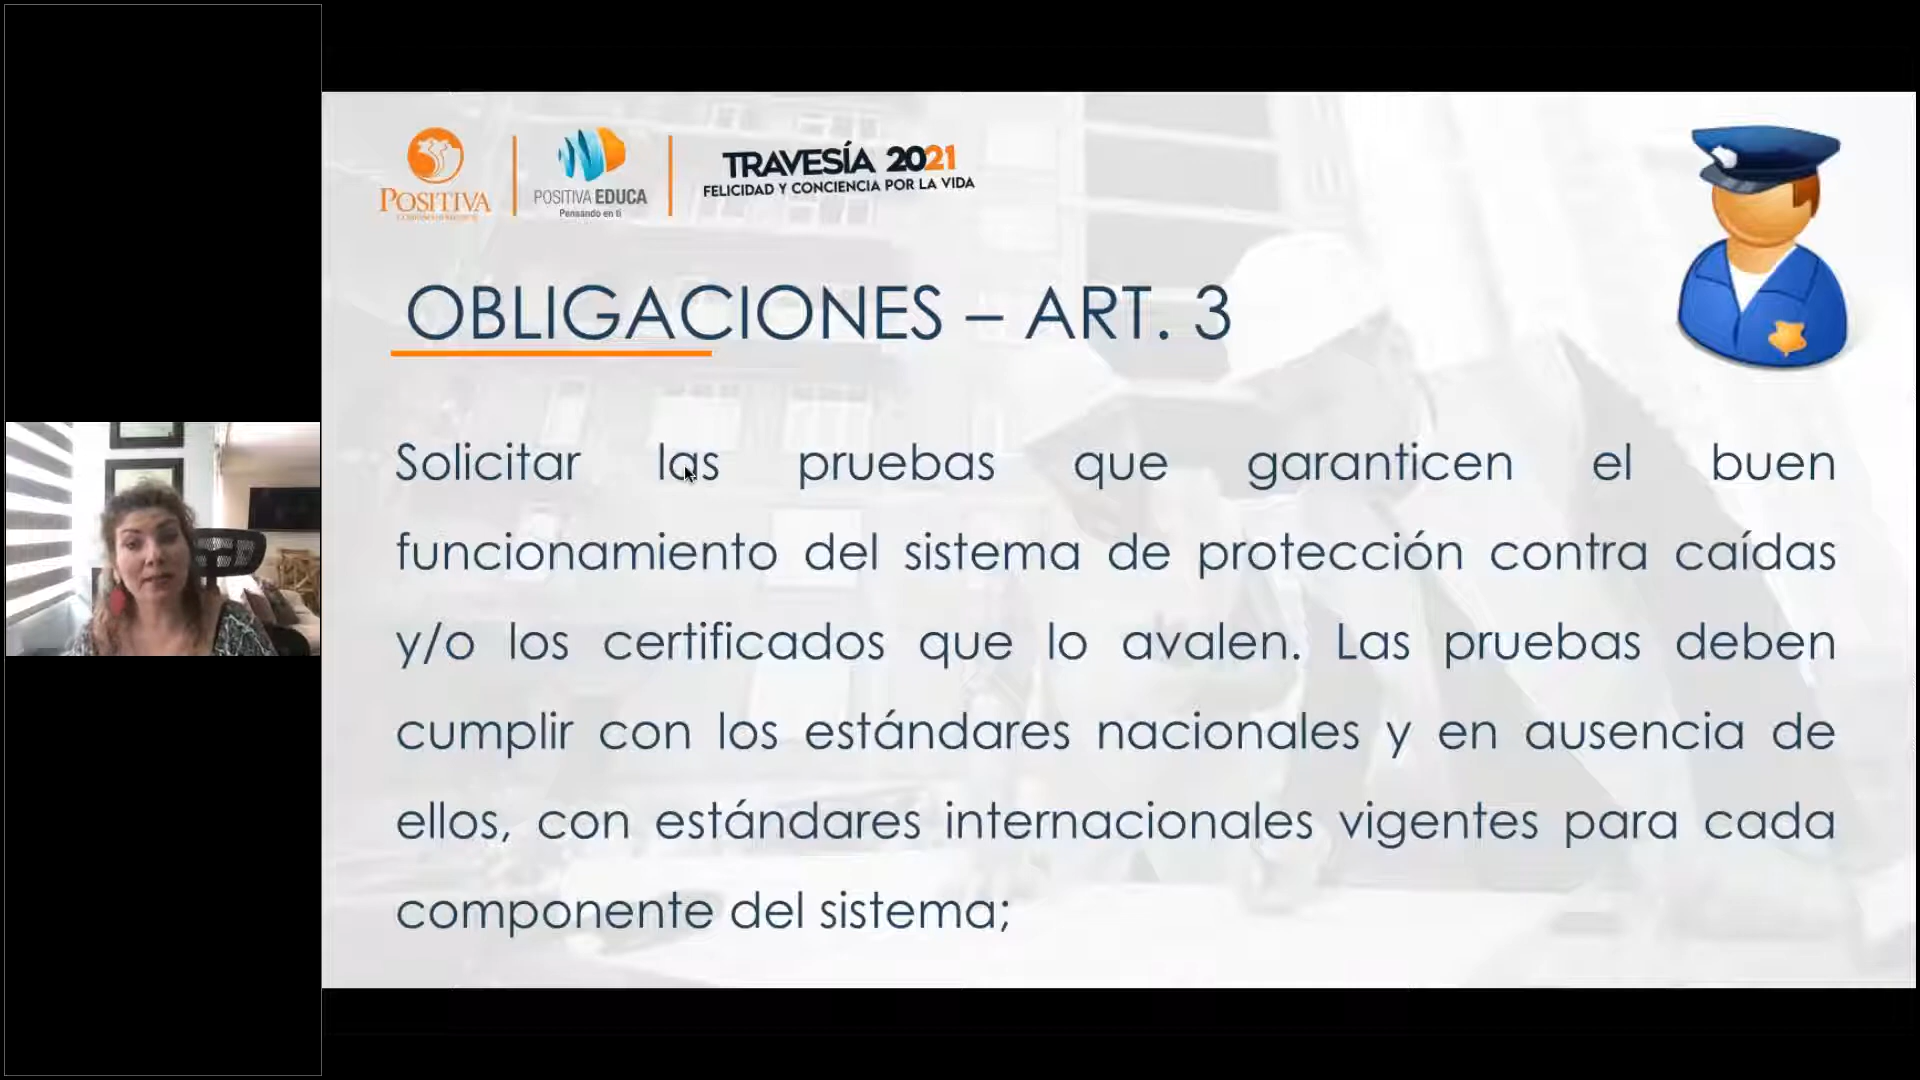 POSITIVA
POSITIVA EDUCA
Pensando en ti
TRAVESÍA 2021
FELICIDAD Y CONCIENCIA POR LA VIDA
OBLIGACIONES – ART. 3
Solicitar las pruebas que garanticen el buen
funcionamiento del sistema de protección contra caídas
y/o los certificados que lo avalen. Las pruebas deben
cumplir con los estándares nacionales y en ausencia de
ellos, con estándares internacionales vigentes para cada
componente del sistema;